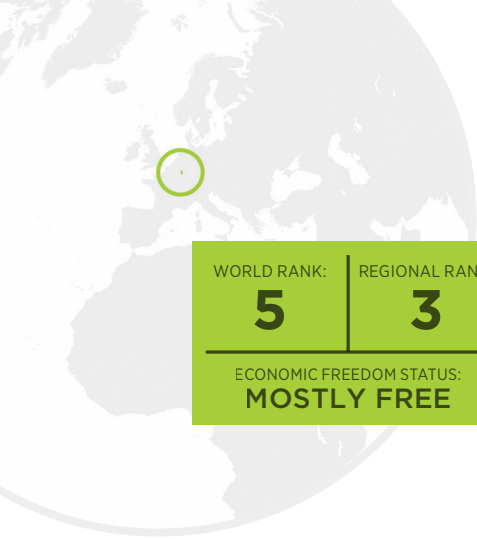 WORLD RANK: REGIONAL RAN
5 3
ECONOMIC FREEDOM STATUS:
MOSTLY FREE